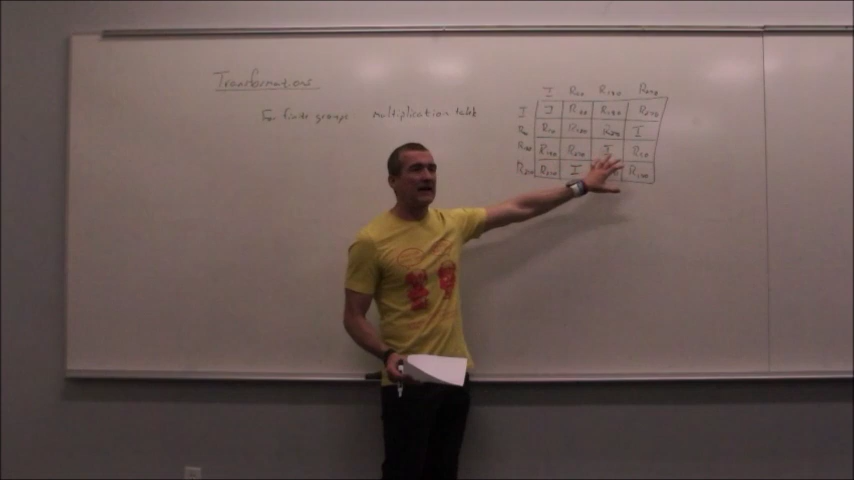 Transformations
For finite groups multiplication table
I R₉₀ R₁₈₀ R₂₇₀
I I R₉₀ R₁₈₀ R₂₇₀
R₉₀ R₉₀ R₁₈₀ R₂₇₀ I
R₁₈₀ R₁₈₀ R₂₇₀ I R₉₀
R₂₇₀ R₂₇₀ I R₁₈₀